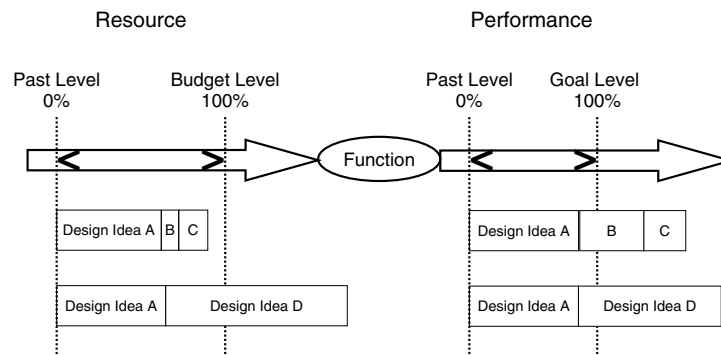 Resource
Performance
Past Level
0%
Budget Level
100%
Past Level
0%
Goal Level
100%
Function
Design Idea A
B
C
Design Idea A
B
C
Design Idea A
Design Idea D
Design Idea A
Design Idea D